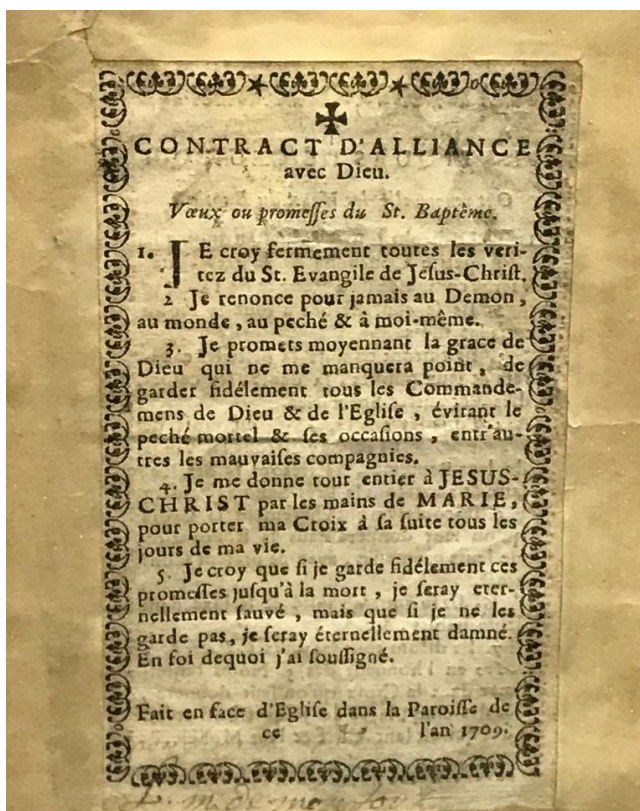 CONTRACT D'ALLIANCE
avec Dieu.
Vœux ou promesses du St. Baptême.
1. JE croy fermement toutes les veri-
tez du St. Evangile de Jesus-Christ.
2 Je renonce pour jamais au Demon,
au monde, au peché & à moi-même.
3. Je promets moyennant la grace de
Dieu qui ne me manquera point, de
garder fidélement tous les Commande-
mens de Dieu & de l'Eglise, évitant le
peché mortel & ses occasions, entr'au-
tres les mauvaises compagnies.
4. Je me donne tout entier à JESUS-
CHRIST par les mains de MARIE,
pour porter ma Croix à sa suite tous les
jours de ma vie.
5. Je croy que si je garde fidélement ces
promesses jusqu'à la mort, je seray eter-
nellement sauvé, mais que si je ne les
garde pas, je seray éternellement damné.
En foi dequoi j'ai soussigné.
Fait en face d'Eglise dans la Paroisse de
ce l'an 1709.